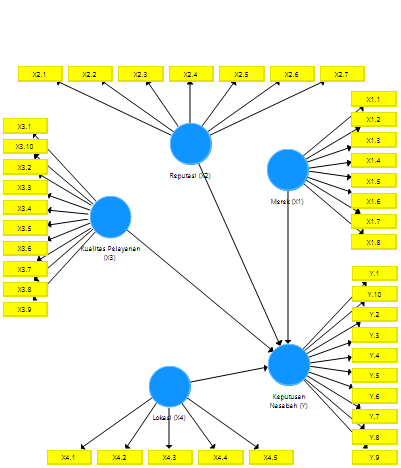 X2.1 X2.2 X2.3 X2.4 X2.5 X2.6 X2.7
X1.1
X1.2
X1.3
X1.4
X1.5
X1.6
X1.7
X1.8
Reputasi (X2)
Merek (X1)
X3.1
X3.10
X3.2
X3.3
X3.4
X3.5
X3.6
X3.7
X3.8
X3.9
Kualitas Pelayanan
(X3)
Y.1
Y.10
Y.2
Y.3
Y.4
Y.5
Y.6
Y.7
Y.8
Y.9
Keputusan
Nasabah (Y)
Lokasi (X4)
X4.1 X4.2 X4.3 X4.4 X4.5